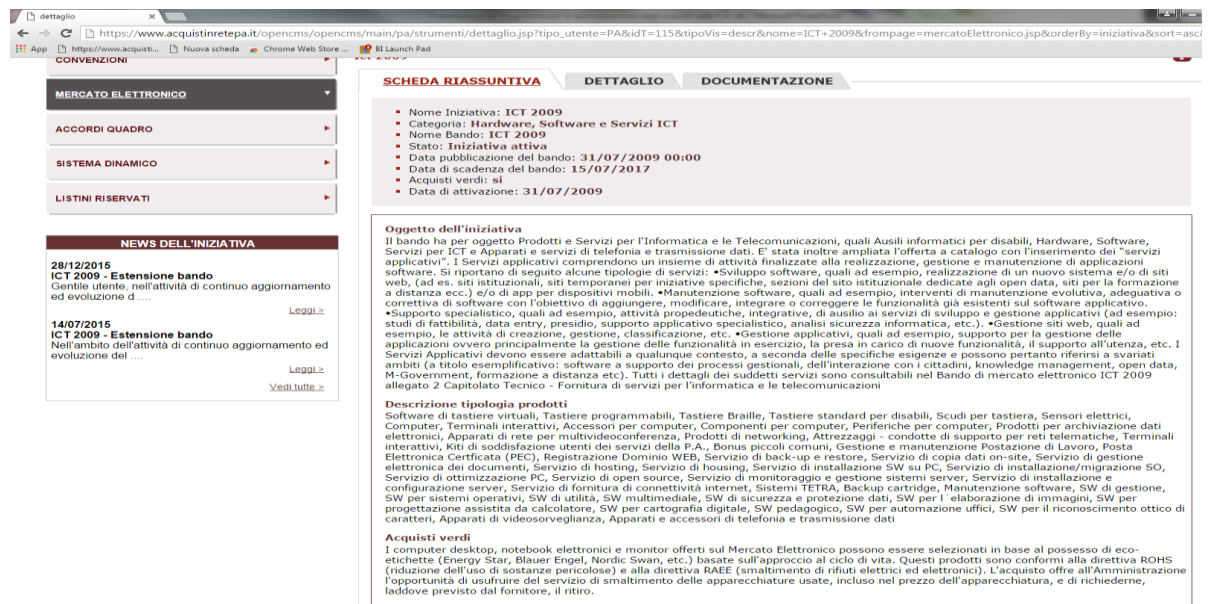 dettaglio
https://www.acquistinretepa.it/opencms/opencms/main/pa/strumenti/dettaglio.jsp?tipo_utente=PA&idT=115&tipoVis=descr&nome=ICT+2009&frompage=mercatoElettronico.jsp&orderBy=iniziativa&sort=asc&
App
https://www.acquisti...
Nuova scheda
Chrome Web Store ...
BI Launch Pad
CONVENZIONI
MERCATO ELETTRONICO
ACCORDI QUADRO
SISTEMA DINAMICO
LISTINI RISERVATI
NEWS DELL'INIZIATIVA
28/12/2015
ICT 2009 - Estensione bando
Gentile utente, nell'attività di continuo aggiornamento
ed evoluzione d ....
Leggi >
14/07/2015
ICT 2009 - Estensione bando
Nell'ambito dell'attività di continuo aggiornamento ed
evoluzione del ....
Leggi >
Vedi tutte >
ICT 2009
SCHEDA RIASSUNTIVA
DETTAGLIO
DOCUMENTAZIONE
Nome Iniziativa: ICT 2009
Categoria: Hardware, Software e Servizi ICT
Nome Bando: ICT 2009
Stato: Iniziativa attiva
Data pubblicazione del bando: 31/07/2009 00:00
Data di scadenza del bando: 15/07/2017
Acquisti verdi: si
Data di attivazione: 31/07/2009
Oggetto dell'iniziativa
Il bando ha per oggetto Prodotti e Servizi per l'Informatica e le Telecomunicazioni, quali Ausili informatici per disabili, Hardware, Software,
Servizi per ICT e Apparati e servizi di telefonia e trasmissione dati. E' stata inoltre ampliata l'offerta a catalogo con l'inserimento dei "servizi
applicativi". I Servizi applicativi comprendono un insieme di attività finalizzate alla realizzazione, gestione e manutenzione di applicazioni
software. Si riportano di seguito alcune tipologie di servizi: •Sviluppo software, quali ad esempio, realizzazione di un nuovo sistema e/o di siti
web, (ad es. siti istituzionali, siti temporanei per iniziative specifiche, sezioni del sito istituzionale dedicate agli open data, siti per la formazione
a distanza ecc.) e/o di app per dispositivi mobili. •Manutenzione software, quali ad esempio, interventi di manutenzione evolutiva, adeguativa o
correttiva di software con l'obiettivo di aggiungere, modificare, integrare o correggere le funzionalità già esistenti sul software applicativo.
•Supporto specialistico, quali ad esempio, attività propedeutiche, integrative, di ausilio ai servizi di sviluppo e gestione applicativi (ad esempio:
studi di fattibilità, data entry, presidio, supporto applicativo specialistico, analisi sicurezza informatica, etc.). •Gestione siti web, quali ad
esempio, le attività di creazione, gestione, classificazione, etc. •Gestione applicativi, quali ad esempio, supporto per la gestione delle
applicazioni ovvero principalmente la gestione delle funzionalità in esercizio, la presa in carico di nuove funzionalità, il supporto all'utenza, etc. I
Servizi Applicativi devono essere adattabili a qualunque contesto, a seconda delle specifiche esigenze e possono pertanto riferirsi a svariati
ambiti (a titolo esemplificativo: software a supporto dei processi gestionali, dell'interazione con i cittadini, knowledge management, open data,
M-Government, formazione a distanza etc). Tutti i dettagli dei suddetti servizi sono consultabili nel Bando di mercato elettronico ICT 2009
allegato 2 Capitolato Tecnico - Fornitura di servizi per l'informatica e le telecomunicazioni
Descrizione tipologia prodotti
Software di tastiere virtuali, Tastiere programmabili, Tastiere Braille, Tastiere standard per disabili, Scudi per tastiera, Sensori elettrici,
Computer, Terminali interattivi, Accessori per computer, Componenti per computer, Periferiche per computer, Prodotti per archiviazione dati
elettronici, Apparati di rete per multivideoconferenza, Prodotti di networking, Attrezzaggi - condotte di supporto per reti telematiche, Terminali
interattivi, Kiti di soddisfazione utenti dei servizi della P.A., Bonus piccoli comuni, Gestione e manutenzione Postazione di Lavoro, Posta
Elettronica Certficata (PEC), Registrazione Dominio WEB, Servizio di back-up e restore, Servizio di copia dati on-site, Servizio di gestione
elettronica dei documenti, Servizio di hosting, Servizio di housing, Servizio di installazione SW su PC, Servizio di installazione/migrazione SO,
Servizio di ottimizzazione PC, Servizio di open source, Servizio di monitoraggio e gestione sistemi server, Servizio di installazione e
configurazione server, Servizio di fornitura di connettività internet, Sistemi TETRA, Backup cartridge, Manutenzione software, SW di gestione,
SW per sistemi operativi, SW di utilità, SW multimediale, SW di sicurezza e protezione dati, SW per l´elaborazione di immagini, SW per
progettazione assistita da calcolatore, SW per cartografia digitale, SW pedagogico, SW per automazione uffici, SW per il riconoscimento ottico di
caratteri, Apparati di videosorveglianza, Apparati e accessori di telefonia e trasmissione dati
Acquisti verdi
I computer desktop, notebook elettronici e monitor offerti sul Mercato Elettronico possono essere selezionati in base al possesso di eco-
etichette (Energy Star, Blauer Engel, Nordic Swan, etc.) basate sull'approccio al ciclo di vita. Questi prodotti sono conformi alla direttiva ROHS
(riduzione dell'uso di sostanze pericolose) e alla direttiva RAEE (smaltimento di rifiuti elettrici ed elettronici). L'acquisto offre all'Amministrazione
l'opportunità di usufruire del servizio di smaltimento delle apparecchiature usate, incluso nel prezzo dell'apparecchiatura, e di richiederne,
laddove previsto dal fornitore, il ritiro.